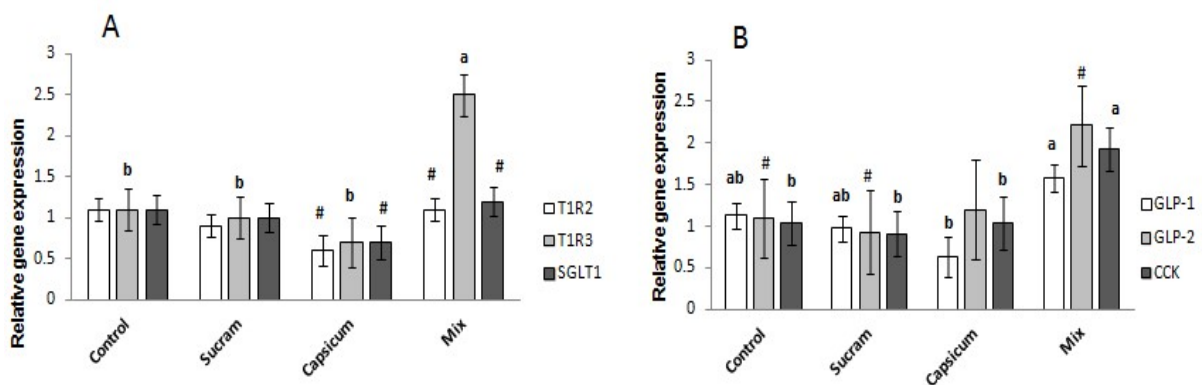 A
Relative gene expression
3
2.5
2
1.5
1
0.5
0
b
b
#
b
#
#
a
#
Control
Sucram
Capsicum
Mix
T1R2
T1R3
SGLT1
B
Relative gene expression
3
2.5
2
1.5
1
0.5
0
ab
#
b
ab
#
b
b
b
a
#
a
Control
Sucram
Capsicum
Mix
GLP-1
GLP-2
CCK